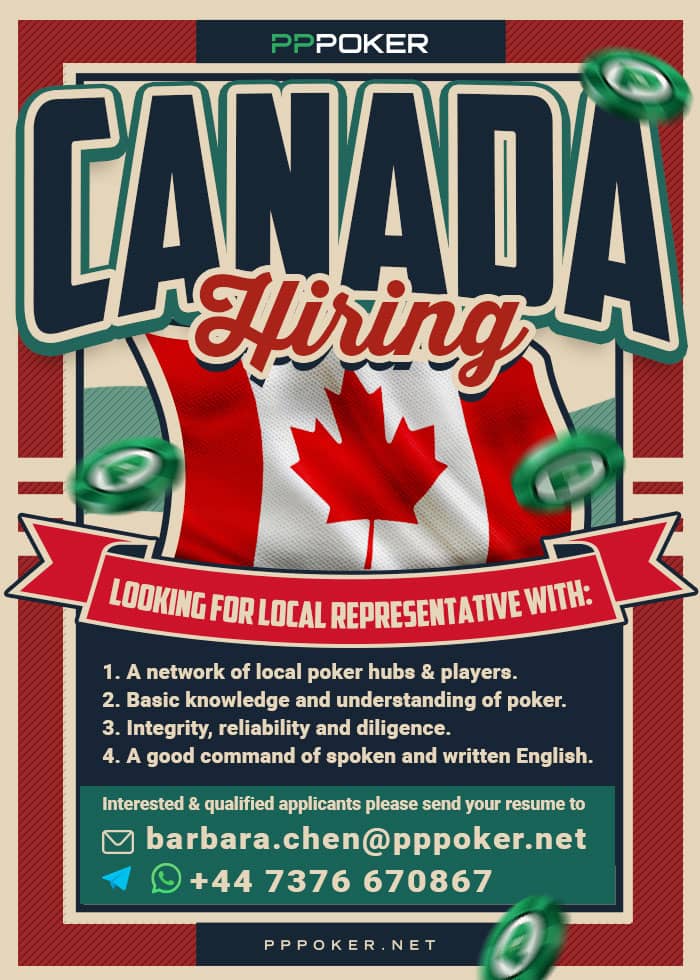 PPPOKER
CANADA
Hiring
LOOKING FOR LOCAL REPRESENTATIVE WITH:
1. A network of local poker hubs & players.
2. Basic knowledge and understanding of poker.
3. Integrity, reliability and diligence.
4. A good command of spoken and written English.
Interested & qualified applicants please send your resume to
barbara.chen@pppoker.net
+44 7376 670867
PPPOKER.NET